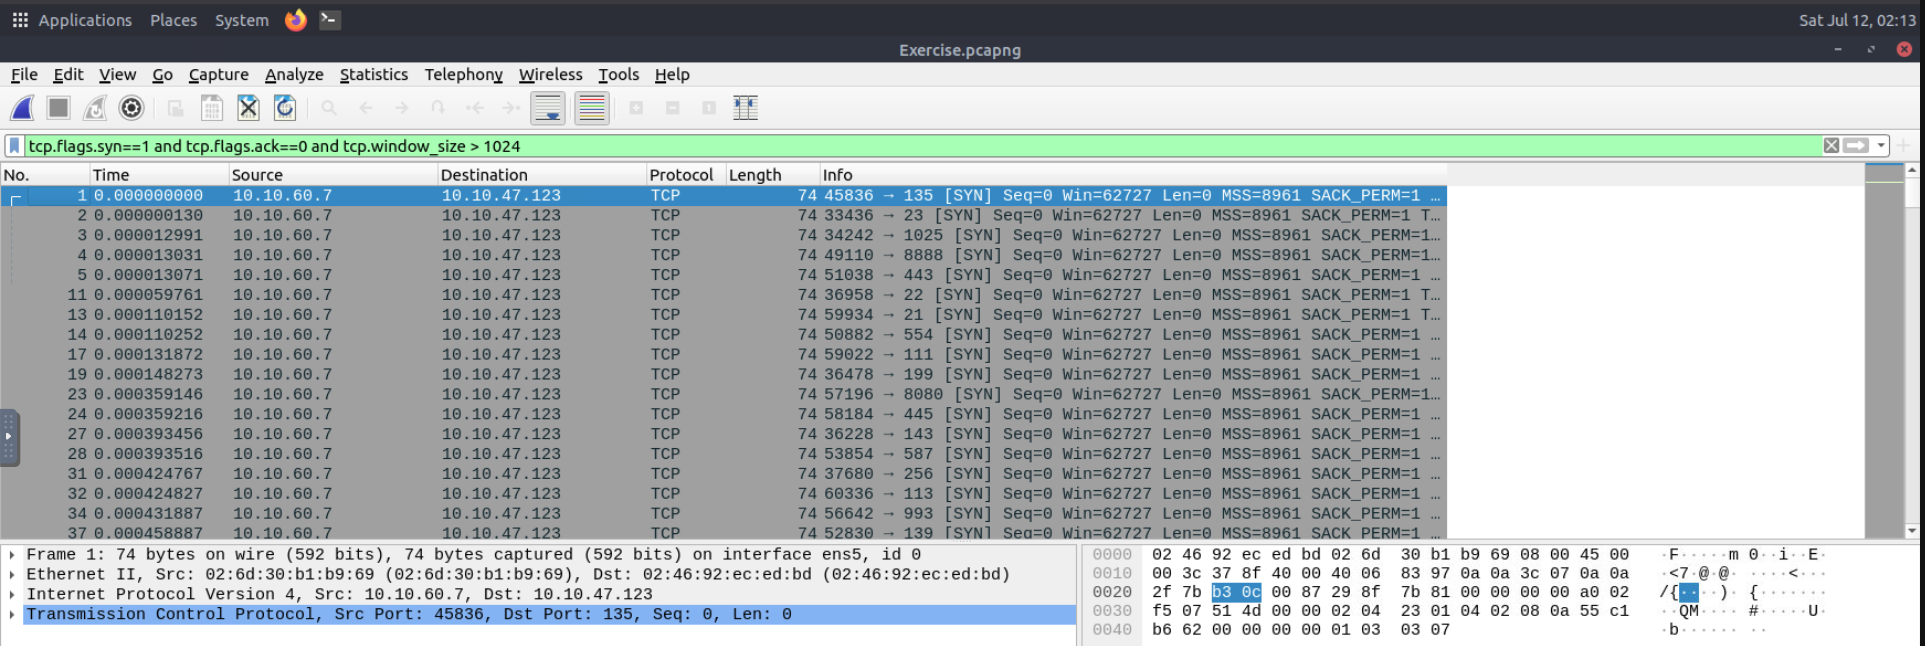 Applications Places System Sat Jul 12, 02:13
Exercise.pcapng
File Edit View Go Capture Analyze Statistics Telephony Wireless Tools Help
tcp.flags.syn==1 and tcp.flags.ack==0 and tcp.window_size > 1024
No. Time Source Destination Protocol Length Info
1 0.000000000 10.10.60.7 10.10.47.123 TCP 74 45836 → 135 [SYN] Seq=0 Win=62727 Len=0 MSS=8961 SACK_PERM=1 …
2 0.000000130 10.10.60.7 10.10.47.123 TCP 74 33436 → 23 [SYN] Seq=0 Win=62727 Len=0 MSS=8961 SACK_PERM=1 T…
3 0.000012991 10.10.60.7 10.10.47.123 TCP 74 34242 → 1025 [SYN] Seq=0 Win=62727 Len=0 MSS=8961 SACK_PERM=1…
4 0.000013031 10.10.60.7 10.10.47.123 TCP 74 49110 → 8888 [SYN] Seq=0 Win=62727 Len=0 MSS=8961 SACK_PERM=1…
5 0.000013071 10.10.60.7 10.10.47.123 TCP 74 51038 → 443 [SYN] Seq=0 Win=62727 Len=0 MSS=8961 SACK_PERM=1 …
11 0.000059761 10.10.60.7 10.10.47.123 TCP 74 36958 → 22 [SYN] Seq=0 Win=62727 Len=0 MSS=8961 SACK_PERM=1 T…
13 0.000110152 10.10.60.7 10.10.47.123 TCP 74 59934 → 21 [SYN] Seq=0 Win=62727 Len=0 MSS=8961 SACK_PERM=1 T…
14 0.000110252 10.10.60.7 10.10.47.123 TCP 74 50882 → 554 [SYN] Seq=0 Win=62727 Len=0 MSS=8961 SACK_PERM=1 …
17 0.000131872 10.10.60.7 10.10.47.123 TCP 74 59022 → 111 [SYN] Seq=0 Win=62727 Len=0 MSS=8961 SACK_PERM=1 …
19 0.000148273 10.10.60.7 10.10.47.123 TCP 74 36478 → 199 [SYN] Seq=0 Win=62727 Len=0 MSS=8961 SACK_PERM=1 …
23 0.000359146 10.10.60.7 10.10.47.123 TCP 74 57196 → 8080 [SYN] Seq=0 Win=62727 Len=0 MSS=8961 SACK_PERM=1…
24 0.000359216 10.10.60.7 10.10.47.123 TCP 74 58184 → 445 [SYN] Seq=0 Win=62727 Len=0 MSS=8961 SACK_PERM=1 …
27 0.000393456 10.10.60.7 10.10.47.123 TCP 74 36228 → 143 [SYN] Seq=0 Win=62727 Len=0 MSS=8961 SACK_PERM=1 …
28 0.000393516 10.10.60.7 10.10.47.123 TCP 74 53854 → 587 [SYN] Seq=0 Win=62727 Len=0 MSS=8961 SACK_PERM=1 …
31 0.000424767 10.10.60.7 10.10.47.123 TCP 74 37680 → 256 [SYN] Seq=0 Win=62727 Len=0 MSS=8961 SACK_PERM=1 …
32 0.000424827 10.10.60.7 10.10.47.123 TCP 74 60336 → 113 [SYN] Seq=0 Win=62727 Len=0 MSS=8961 SACK_PERM=1 …
34 0.000431887 10.10.60.7 10.10.47.123 TCP 74 56642 → 993 [SYN] Seq=0 Win=62727 Len=0 MSS=8961 SACK_PERM=1 …
37 0.000458887 10.10.60.7 10.10.47.123 TCP 74 52830 → 139 [SYN] Seq=0 Win=62727 Len=0 MSS=8961 SACK_PERM=1 …
Frame 1: 74 bytes on wire (592 bits), 74 bytes captured (592 bits) on interface ens5, id 0
Ethernet II, Src: 02:6d:30:b1:b9:69 (02:6d:30:b1:b9:69), Dst: 02:46:92:ec:ed:bd (02:46:92:ec:ed:bd)
Internet Protocol Version 4, Src: 10.10.60.7, Dst: 10.10.47.123
Transmission Control Protocol, Src Port: 45836, Dst Port: 135, Seq: 0, Len: 0
0000 02 46 92 ec ed bd 02 6d 30 b1 b9 69 08 00 45 00 ·F·····m 0··i··E·
0010 00 3c 37 8f 40 00 40 06 83 97 0a 0a 3c 07 0a 0a ·<7·@·@· ····<···
0020 2f 7b b3 0c 00 87 29 8f 7b 81 00 00 00 00 a0 02 /{····)· {·······
0030 f5 07 51 4d 00 00 02 04 23 01 04 02 08 0a 55 c1 ··QM···· #·····U·
0040 b6 62 00 00 00 00 01 03 03 07 ·b······ ··